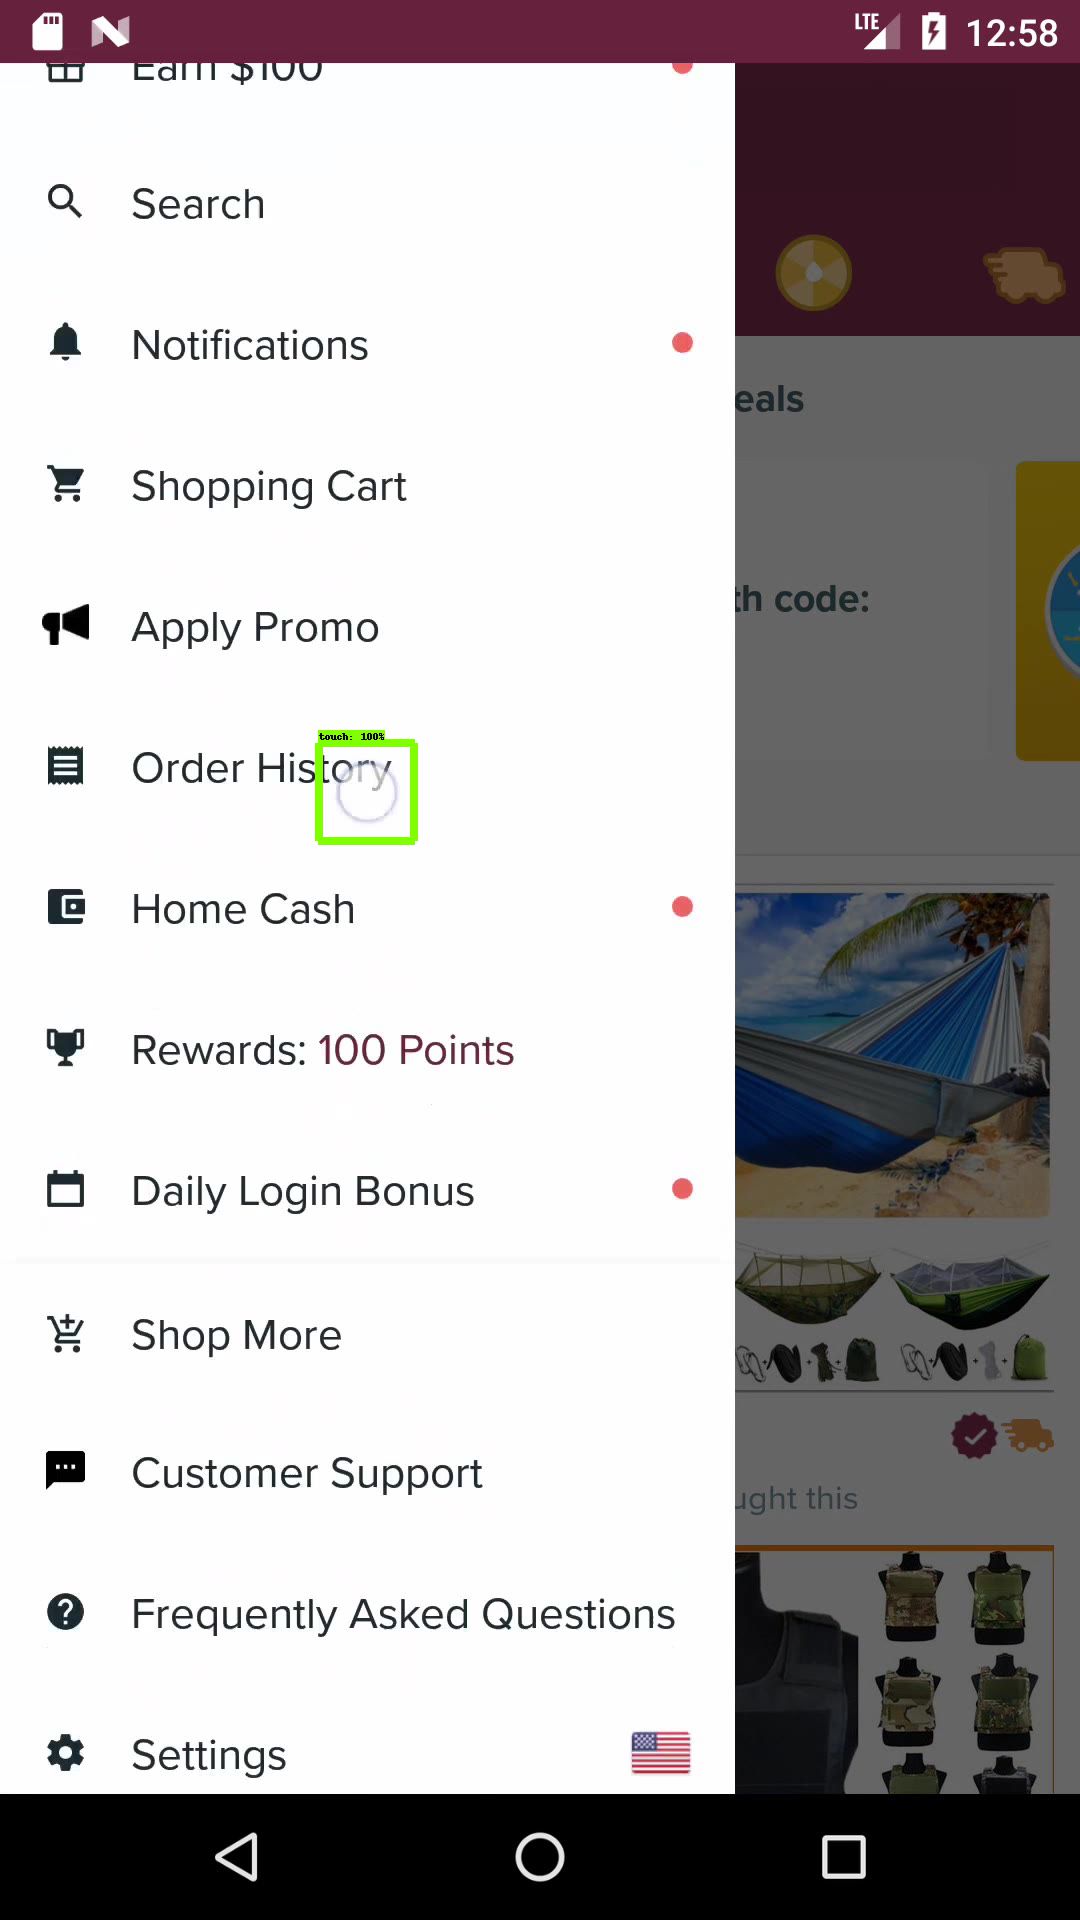 LTE 12:58
Earn $100
Search
Notifications
eals
Shopping Cart
th code:
Apply Promo
touch: 100%
Order History
Home Cash
Rewards: 100 Points
Daily Login Bonus
Shop More
Customer Support
ught this
Frequently Asked Questions
Settings